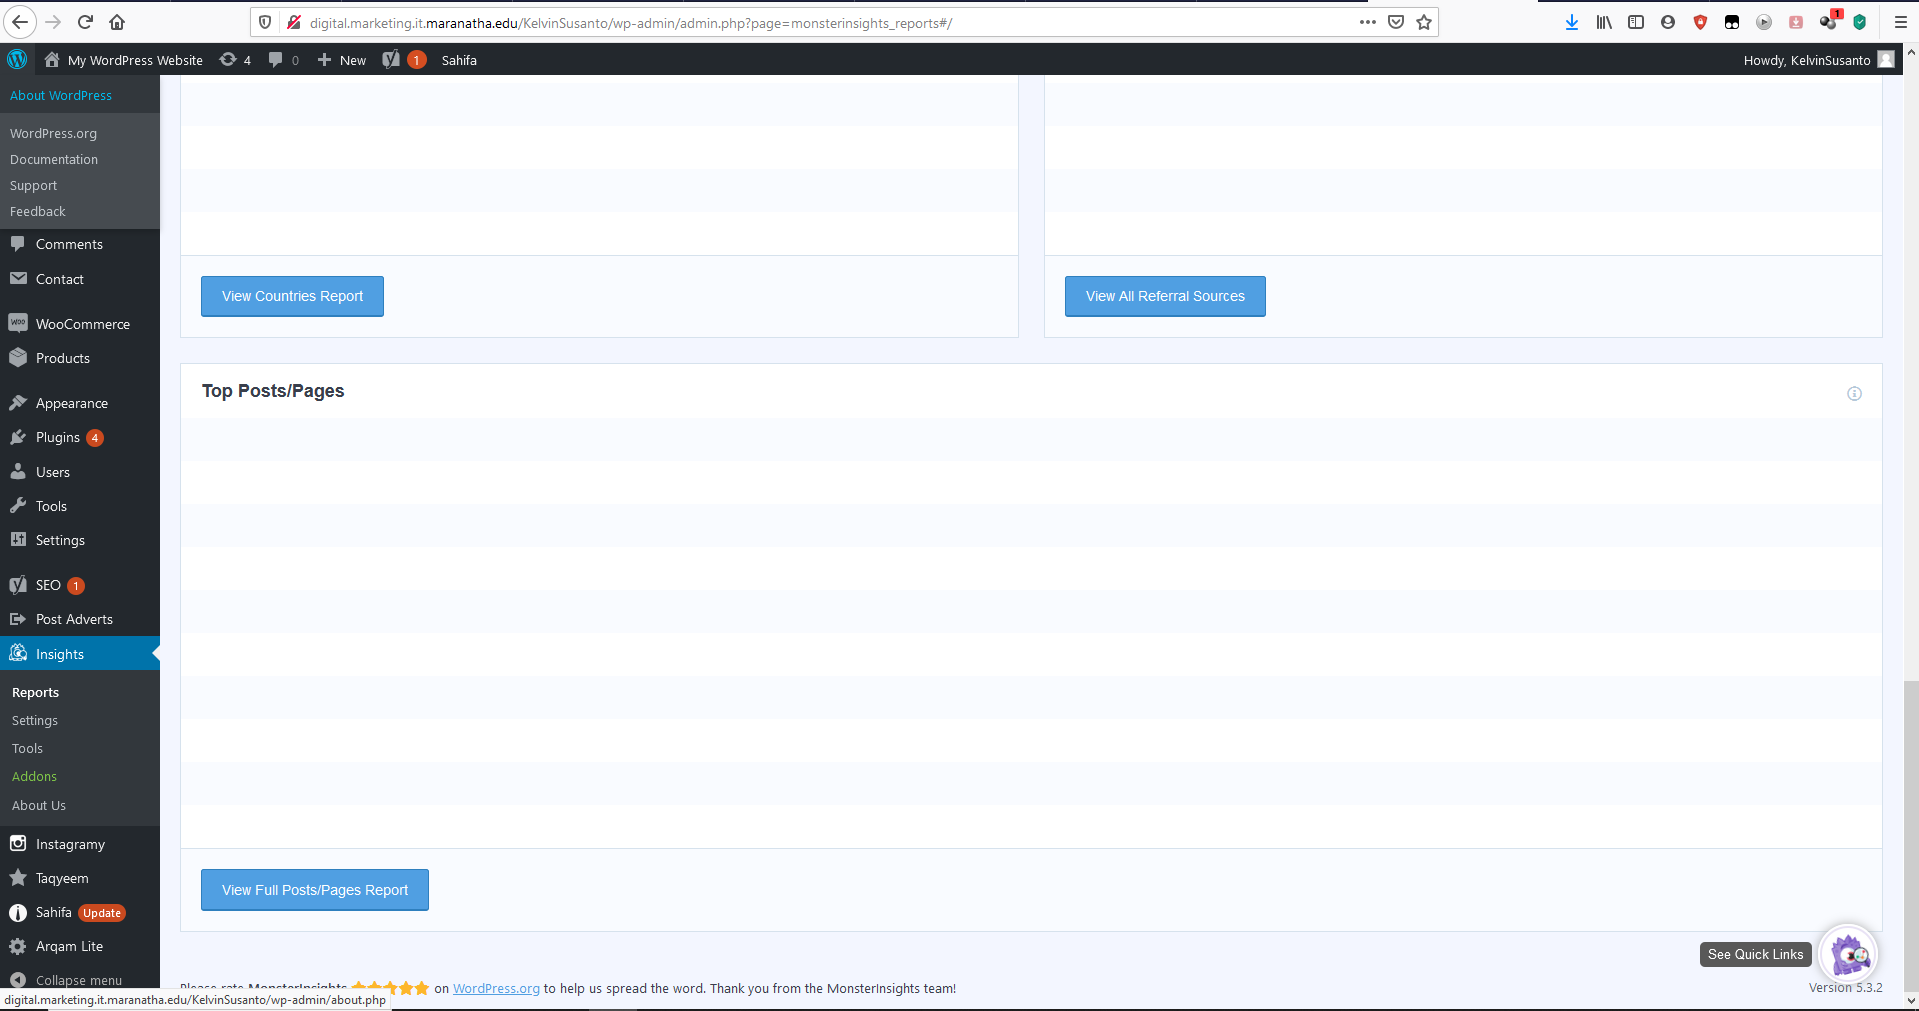 digital.marketing.it.maranatha.edu/KelvinSusanto/wp-admin/admin.php?page=monsterinsights_reports#/
1
My WordPress Website 4 0 New 1 Sahifa
Howdy, KelvinSusanto
About WordPress
WordPress.org
Documentation
Support
Feedback
Comments
Contact
WooCommerce
Products
Appearance
Plugins 4
Users
Tools
Settings
SEO 1
Post Adverts
Insights
Reports
Settings
Tools
Addons
About Us
Instagramy
Taqyeem
Sahifa Update
Arqam Lite
Collapse menu
View Countries Report
View All Referral Sources
Top Posts/Pages
View Full Posts/Pages Report
See Quick Links
Please rate MonsterInsights on WordPress.org to help us spread the word. Thank you from the MonsterInsights team!
Version 5.3.2
digital.marketing.it.maranatha.edu/KelvinSusanto/wp-admin/about.php